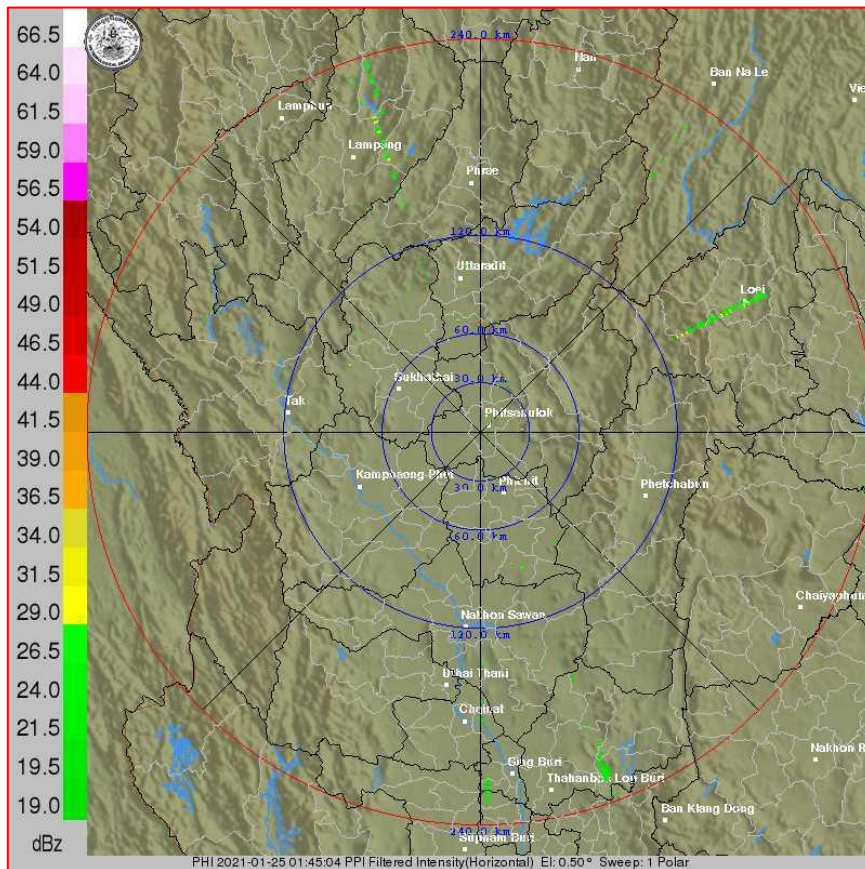 66.5
64.0
61.5
59.0
56.5
54.0
51.5
49.0
46.5
44.0
41.5
39.0
36.5
34.0
31.5
29.0
26.5
24.0
21.5
19.5
19.0
dBz
240.0 km
Nan
Ban Na Le
Vie
Lamphun
Lampang
Phree
120.0 km
Uttaradit
Loei
60.0 km
30.0 km
Sukhothai
Tak
Phitsanulok
Kamphaeng-Phet
30.0 km
Phichit
Phetchabun
60.0 km
Chaiyaphum
Nakhon Sawan
120.0 km
Uthai Thani
Chainat
Sing Buri
Lop Buri
Nakhon R
Ban Klang Dong
240.0 km
Suphan Buri
PHI 2021-01-25 01:45:04 PPI Filtered Intensity(Horizontal) El: 0.50° Sweep: 1 Polar